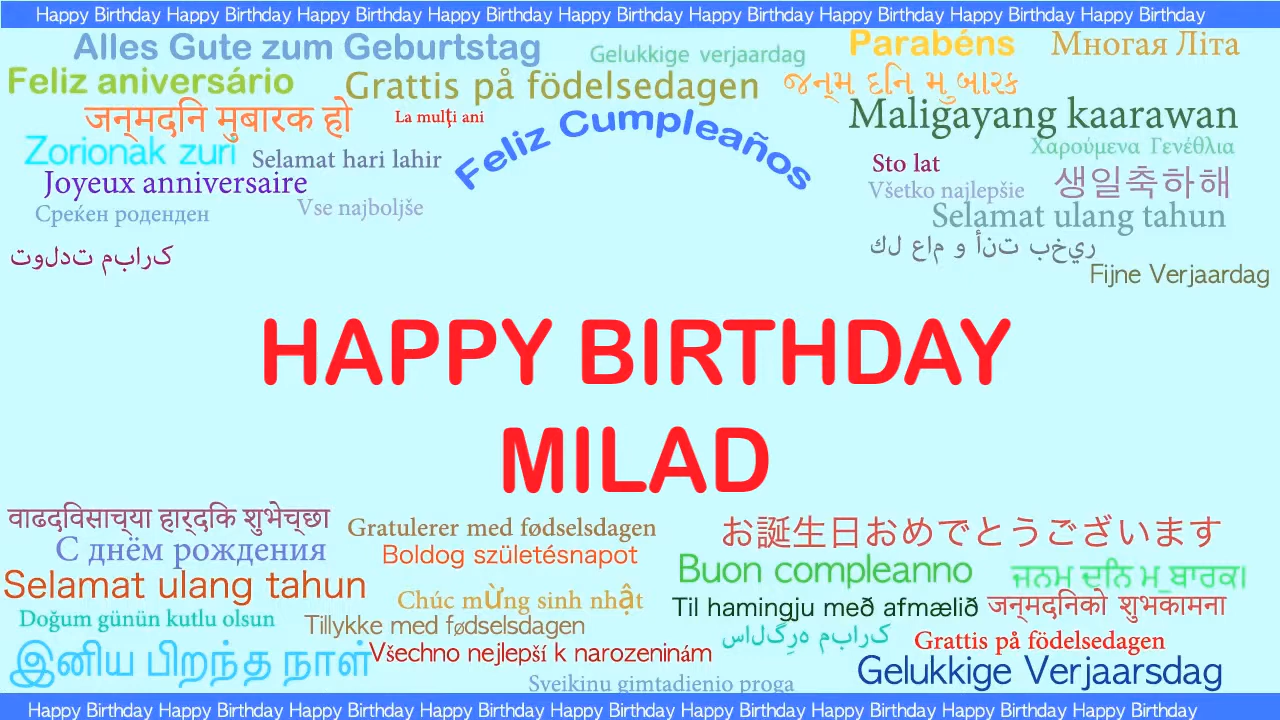 Happy Birthday Happy Birthday Happy Birthday Happy Birthday Happy Birthday Happy Birthday Happy Birthday Happy Birthday Happy Birthday
Alles Gute zum Geburtstag
Gelukkige verjaardag
Parabéns
Многая Літа
Feliz aniversário
Grattis på födelsedagen
જન્મ દનિ મુબારક
जन्मदनि मुबारक हो
La mulţi ani
Feliz Cumpleaños
Maligayang kaarawan
Zorionak zuri
Selamat hari lahir
Χαρούμενα Γενέθλια
Sto lat
Joyeux anniversaire
Všetko najlepšie
생일축하해
Среќен роденден
Vse najboljše
Selamat ulang tahun
تولدت مبارک
كل عام و أنت بخير
Fijne Verjaardag
HAPPY BIRTHDAY
MILAD
वाढदविसाच्या हार्दकि शुभेच्छा
Gratulerer med fødselsdagen
お誕生日おめでとうございます
С днём рождения
Boldog születésnapot
Buon compleanno
ਜਨਮ ਦਨਿ ਮੁਬਾਰਕ।
Selamat ulang tahun
Chúc mừng sinh nhật
Til hamingju með afmælið
जन्मदनिको शुभकामना
Doğum günün kutlu olsun
Tillykke med fødselsdagen
سالگرہ مبارک
Grattis på födelsedagen
இனிய பிறந்த நாள்
Všechno nejlepší k narozeninám
Gelukkige Verjaarsdag
Sveikinu gimtadienio proga
Happy Birthday Happy Birthday Happy Birthday Happy Birthday Happy Birthday Happy Birthday Happy Birthday Happy Birthday Happy Birthday